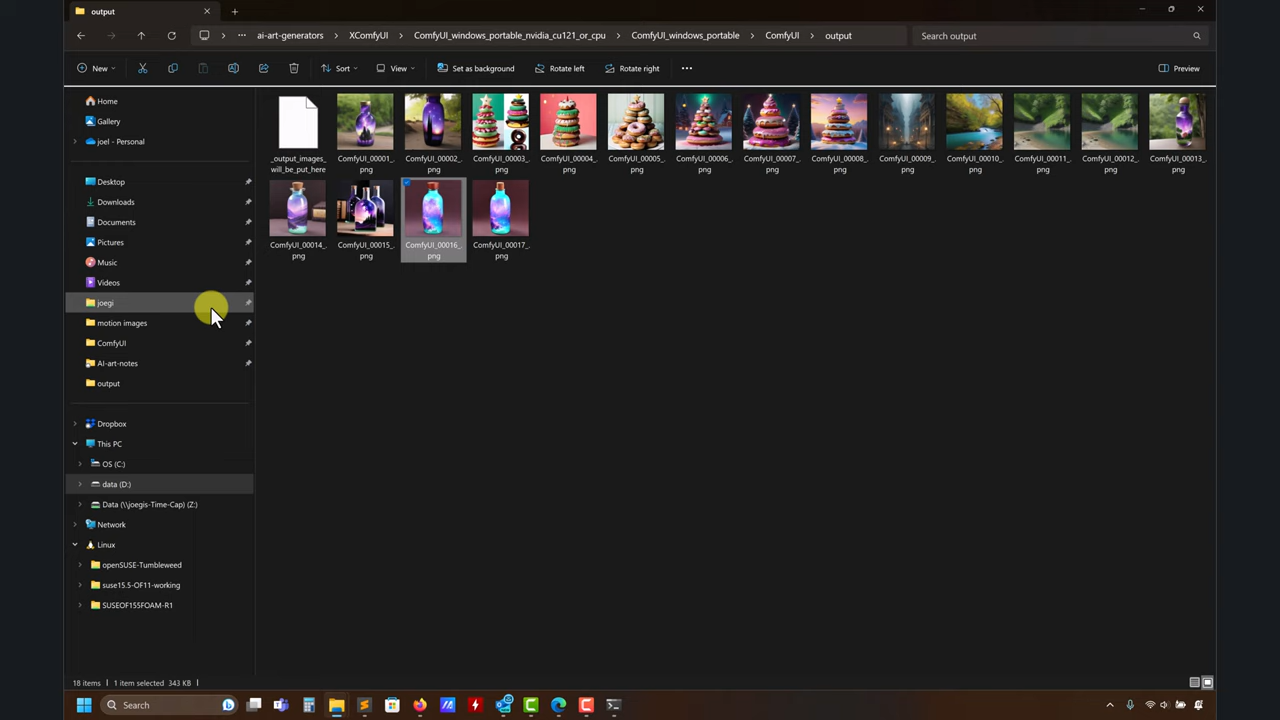 output
ai-art-generators
XComfyUI
ComfyUI_windows_portable_nvidia_cu121_or_cpu
ComfyUI_windows_portable
ComfyUI
output
Search output
New
Sort
View
Set as background
Rotate left
Rotate right
Preview
Home
Gallery
joel - Personal
Desktop
Downloads
Documents
Pictures
Music
Videos
joegi
motion images
ComfyUI
AI-art-notes
output
Dropbox
This PC
OS (C:)
data (D:)
Data (\\joegis-Time-Cap) (Z:)
Network
Linux
openSUSE-Tumbleweed
suse15.5-OF11-working
SUSEOF155FOAM-R1
_output_images_
will_be_put_here
ComfyUI_00001_.
png
ComfyUI_00002_.
png
ComfyUI_00003_.
png
ComfyUI_00004_.
png
ComfyUI_00005_.
png
ComfyUI_00006_.
png
ComfyUI_00007_.
png
ComfyUI_00008_.
png
ComfyUI_00009_.
png
ComfyUI_00010_.
png
ComfyUI_00011_.
png
ComfyUI_00012_.
png
ComfyUI_00013_.
png
ComfyUI_00014_.
png
ComfyUI_00015_.
png
ComfyUI_00016_.
png
ComfyUI_00017_.
png
18 items
1 item selected 343 KB
Search